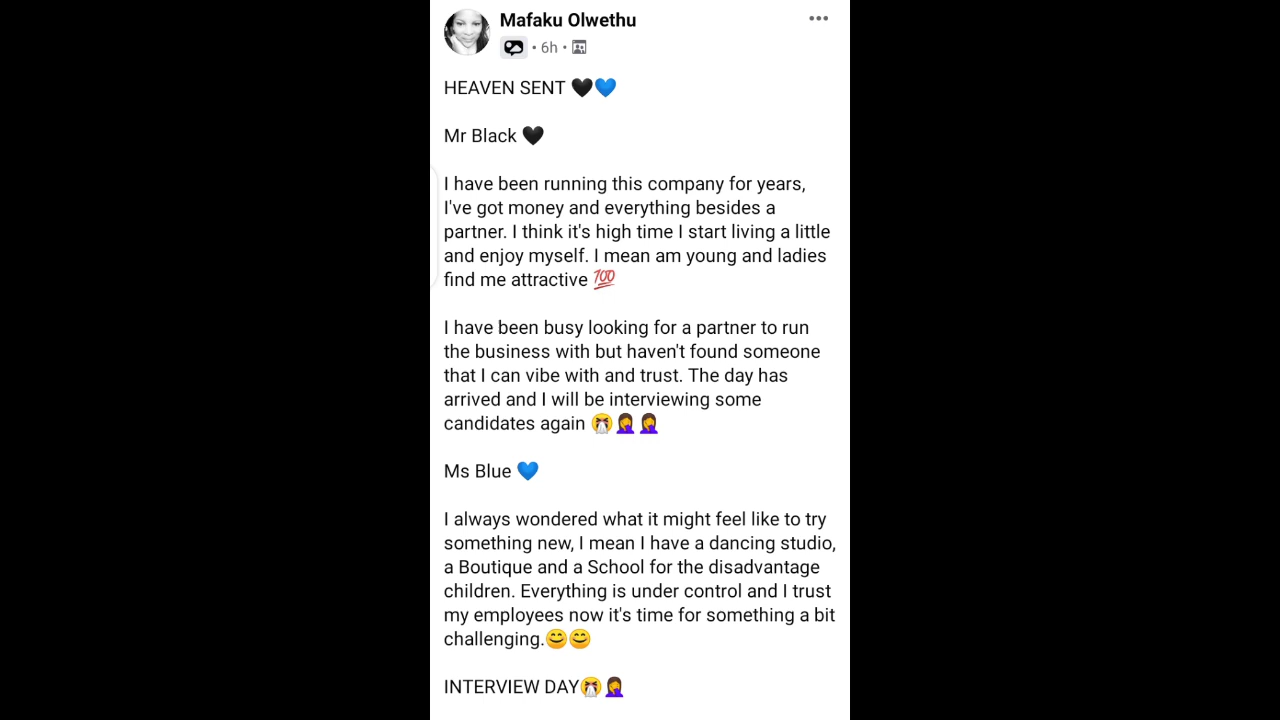 Mafaku Olwethu
• 6h •
HEAVEN SENT 🖤💙
Mr Black 🖤
I have been running this company for years,
I've got money and everything besides a
partner. I think it's high time I start living a little
and enjoy myself. I mean am young and ladies
find me attractive 💯
I have been busy looking for a partner to run
the business with but haven't found someone
that I can vibe with and trust. The day has
arrived and I will be interviewing some
candidates again 🤧🤦‍♀️🤦‍♀️
Ms Blue 💙
I always wondered what it might feel like to try
something new, I mean I have a dancing studio,
a Boutique and a School for the disadvantage
children. Everything is under control and I trust
my employees now it's time for something a bit
challenging.😊😊
INTERVIEW DAY🤧🤦‍♀️